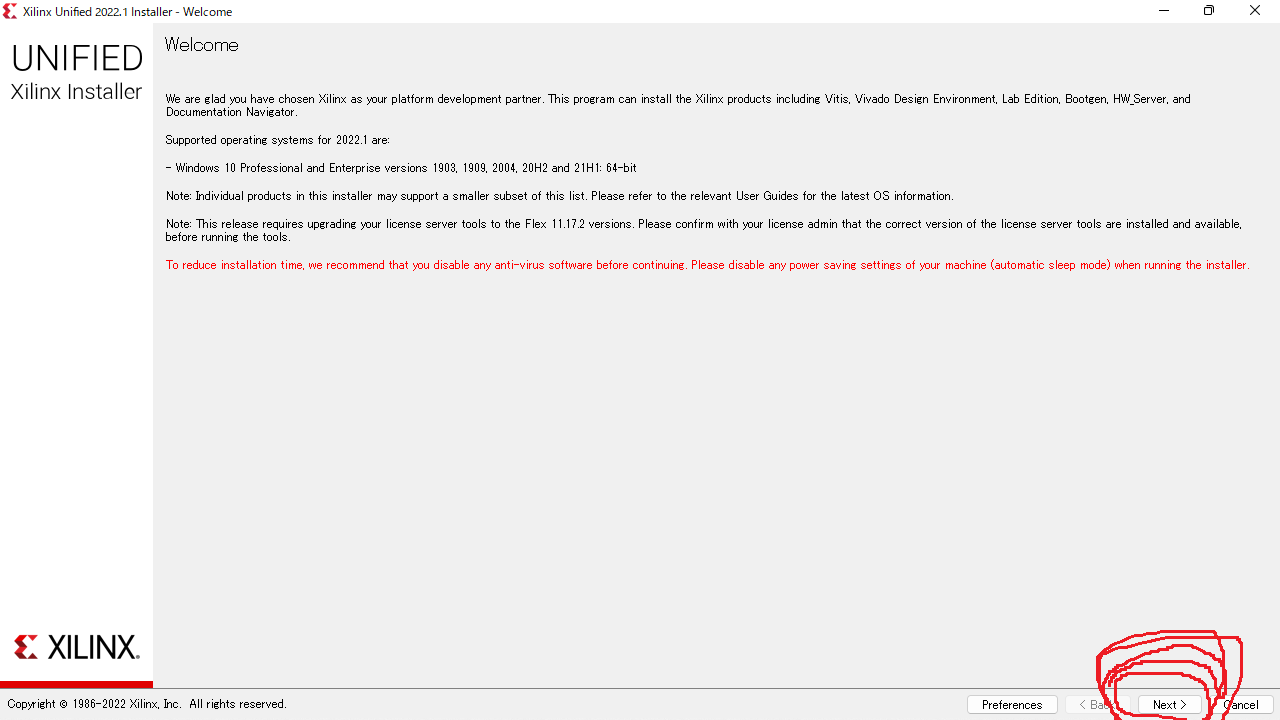 Xilinx Unified 2022.1 Installer - Welcome
UNIFIED
Xilinx Installer
Welcome
We are glad you have chosen Xilinx as your platform development partner. This program can install the Xilinx products including Vitis, Vivado Design Environment, Lab Edition, Bootgen, HW_Server, and
Documentation Navigator.
Supported operating systems for 2022.1 are:
- Windows 10 Professional and Enterprise versions 1903, 1909, 2004, 20H2 and 21H1: 64-bit
Note: Individual products in this installer may support a smaller subset of this list. Please refer to the relevant User Guides for the latest OS information.
Note: This release requires upgrading your license server tools to the Flex 11.17.2 versions. Please confirm with your license admin that the correct version of the license server tools are installed and available,
before running the tools.
To reduce installation time, we recommend that you disable any anti-virus software before continuing. Please disable any power saving settings of your machine (automatic sleep mode) when running the installer.
XILINX.
Copyright © 1986-2022 Xilinx, Inc. All rights reserved.
Preferences < Back Next > Cancel